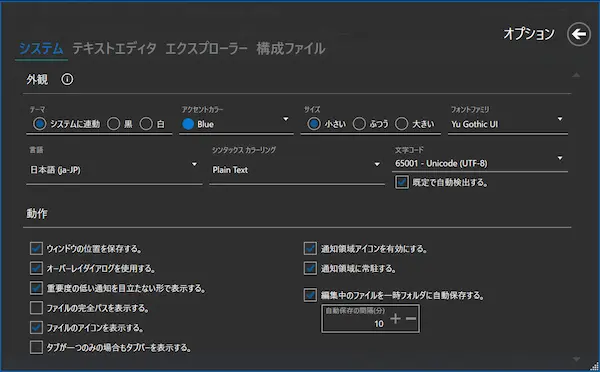 オプション
システム テキストエディタ エクスプローラー 構成ファイル
外観
テーマ アクセントカラー サイズ フォントファミリ
システムに連動 黒 白 Blue 小さい ふつう 大きい Yu Gothic UI
言語 シンタックス カラーリング 文字コード
日本語 (ja-JP) Plain Text 65001 - Unicode (UTF-8)
既定で自動検出する。
動作
ウィンドウの位置を保存する。 通知領域アイコンを有効にする。
オーバーレイダイアログを使用する。 通知領域に常駐する。
重要度の低い通知を目立たない形で表示する。 編集中のファイルを一時フォルダに自動保存する。
ファイルの完全パスを表示する。 自動保存の間隔(分)
ファイルのアイコンを表示する。 10
タブが一つのみの場合もタブバーを表示する。